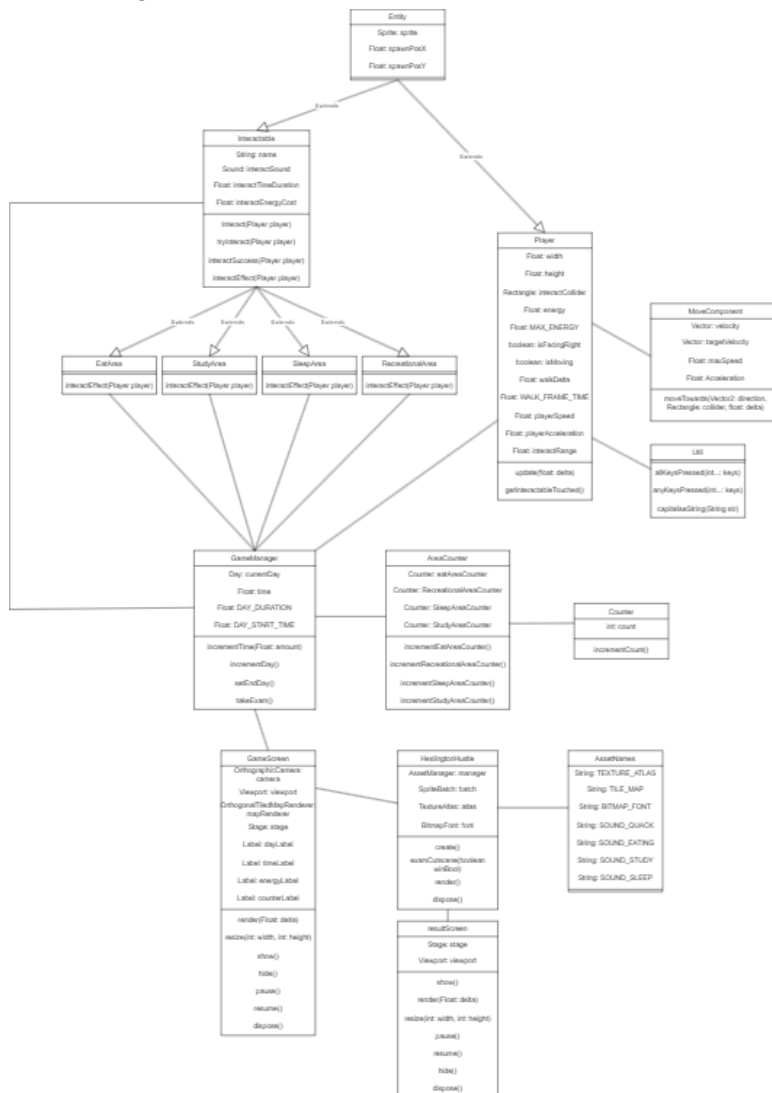 Entity
Sprite: sprite
Float: spawnPosX
Float: spawnPosY
Extends
Extends
Interactable
String: name
Sound: interactSound
Float: interactTimeDuration
Float: interactEnergyCost
interact(Player player)
tryInteract(Player player)
interactSuccess(Player player)
interactEffect(Player player)
Player
Float: width
Float: height
Rectangle: interactCollider
Float: energy
Float: MAX_ENERGY
boolean: isFacingRight
boolean: isMoving
Float: walkDelta
Float: WALK_FRAME_TIME
Float: playerSpeed
Float: playerAcceleration
Float: interactRange
update(float: delta)
getInteractableTouched()
MoveComponent
Vector: velocity
Vector: targetVelocity
Float: maxSpeed
Float: Acceleration
moveTowards(Vector2: direction,
Rectangle: collider, float: delta)
Extends
Extends
Extends
Extends
EatArea
interactEffect(Player player)
StudyArea
interactEffect(Player player)
SleepArea
interactEffect(Player player)
RecreationalArea
interactEffect(Player player)
Util
allKeysPressed(int...: keys)
anyKeysPressed(int...: keys)
capitaliseString(String str)
GameManager
Day: currentDay
Float: time
Float: DAY_DURATION
Float: DAY_START_TIME
incrementTime(Float: amount)
incrementDay()
setEndDay()
takeExam()
AreaCounter
Counter: eatAreaCounter
Counter: RecreationalAreaCounter
Counter: SleepAreaCounter
Counter: StudyAreaCounter
incrementEatAreaCounter()
incrementRecreationalAreaCounter()
incrementSleepAreaCounter()
incrementStudyAreaCounter()
Counter
int: count
incrementCount()
GameScreen
OrthographicCamera:
camera
Viewport: viewport
OrthogonalTiledMapRenderer:
mapRenderer
Stage: stage
Label: dayLabel
Label: timeLabel
Label: energyLabel
Label: counterLabel
render(Float: delta)
resize(int: width, int: height)
show()
hide()
pause()
resume()
dispose()
HeslingtonHustle
AssetManager: manager
SpriteBatch: batch
TextureAtlas: atlas
BitmapFont: font
create()
examCutscene(boolean
winBool)
render()
dispose()
AssetNames
String: TEXTURE_ATLAS
String: TILE_MAP
String: BITMAP_FONT
String: SOUND_QUACK
String: SOUND_EATING
String: SOUND_STUDY
String: SOUND_SLEEP
resultScreen
Stage: stage
Viewport: viewport
show()
render(Float: delta)
resize(int: width, int: height)
pause()
resume()
hide()
dispose()